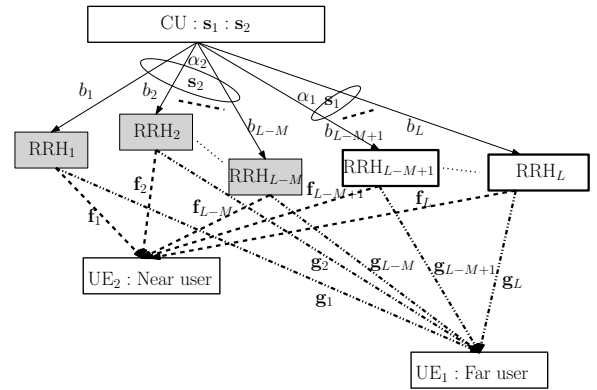 CU : s₁ : s₂
α₂
s₂
b₁
b₂
α₁ s₁
b_{L−M}
b_{L−M+1}
b_L
RRH₁
RRH₂
RRH_{L−M}
RRH_{L−M+1}
RRH_L
f₁
f₂
f_{L−M}
f_{L−M+1}
f_L
UE₂ : Near user
g₁
g₂
g_{L−M}
g_{L−M+1}
g_L
UE₁ : Far user